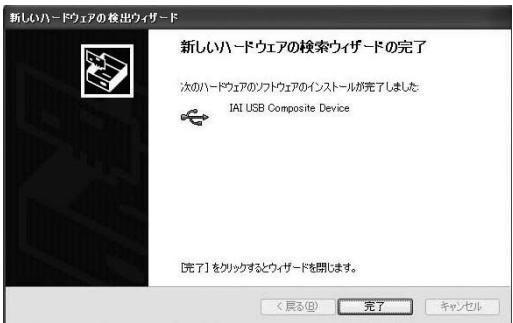 新しいハードウェアの検出ウィザード
新しいハードウェアの検索ウィザードの完了
次のハードウェアのソフトウェアのインストールが完了しました:
IAI USB Composite Device
[完了] をクリックするとウィザードを閉じます。
< 戻る(B)
完了
キャンセル